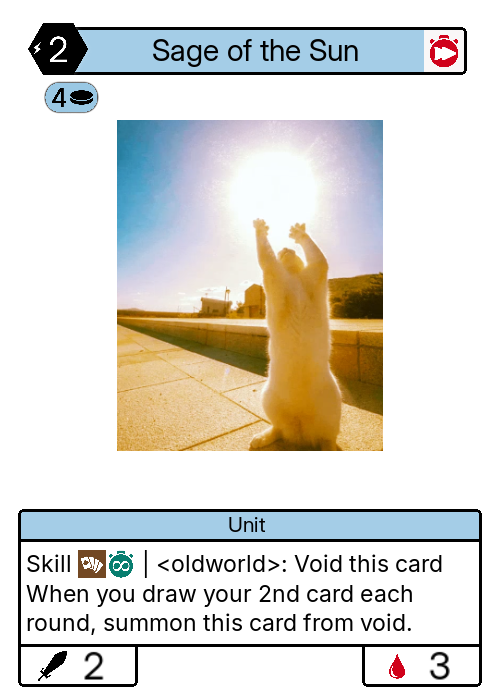 2 Sage of the Sun
4
Unit
Skill | <oldworld>: Void this card
When you draw your 2nd card each
round, summon this card from void.
2 3